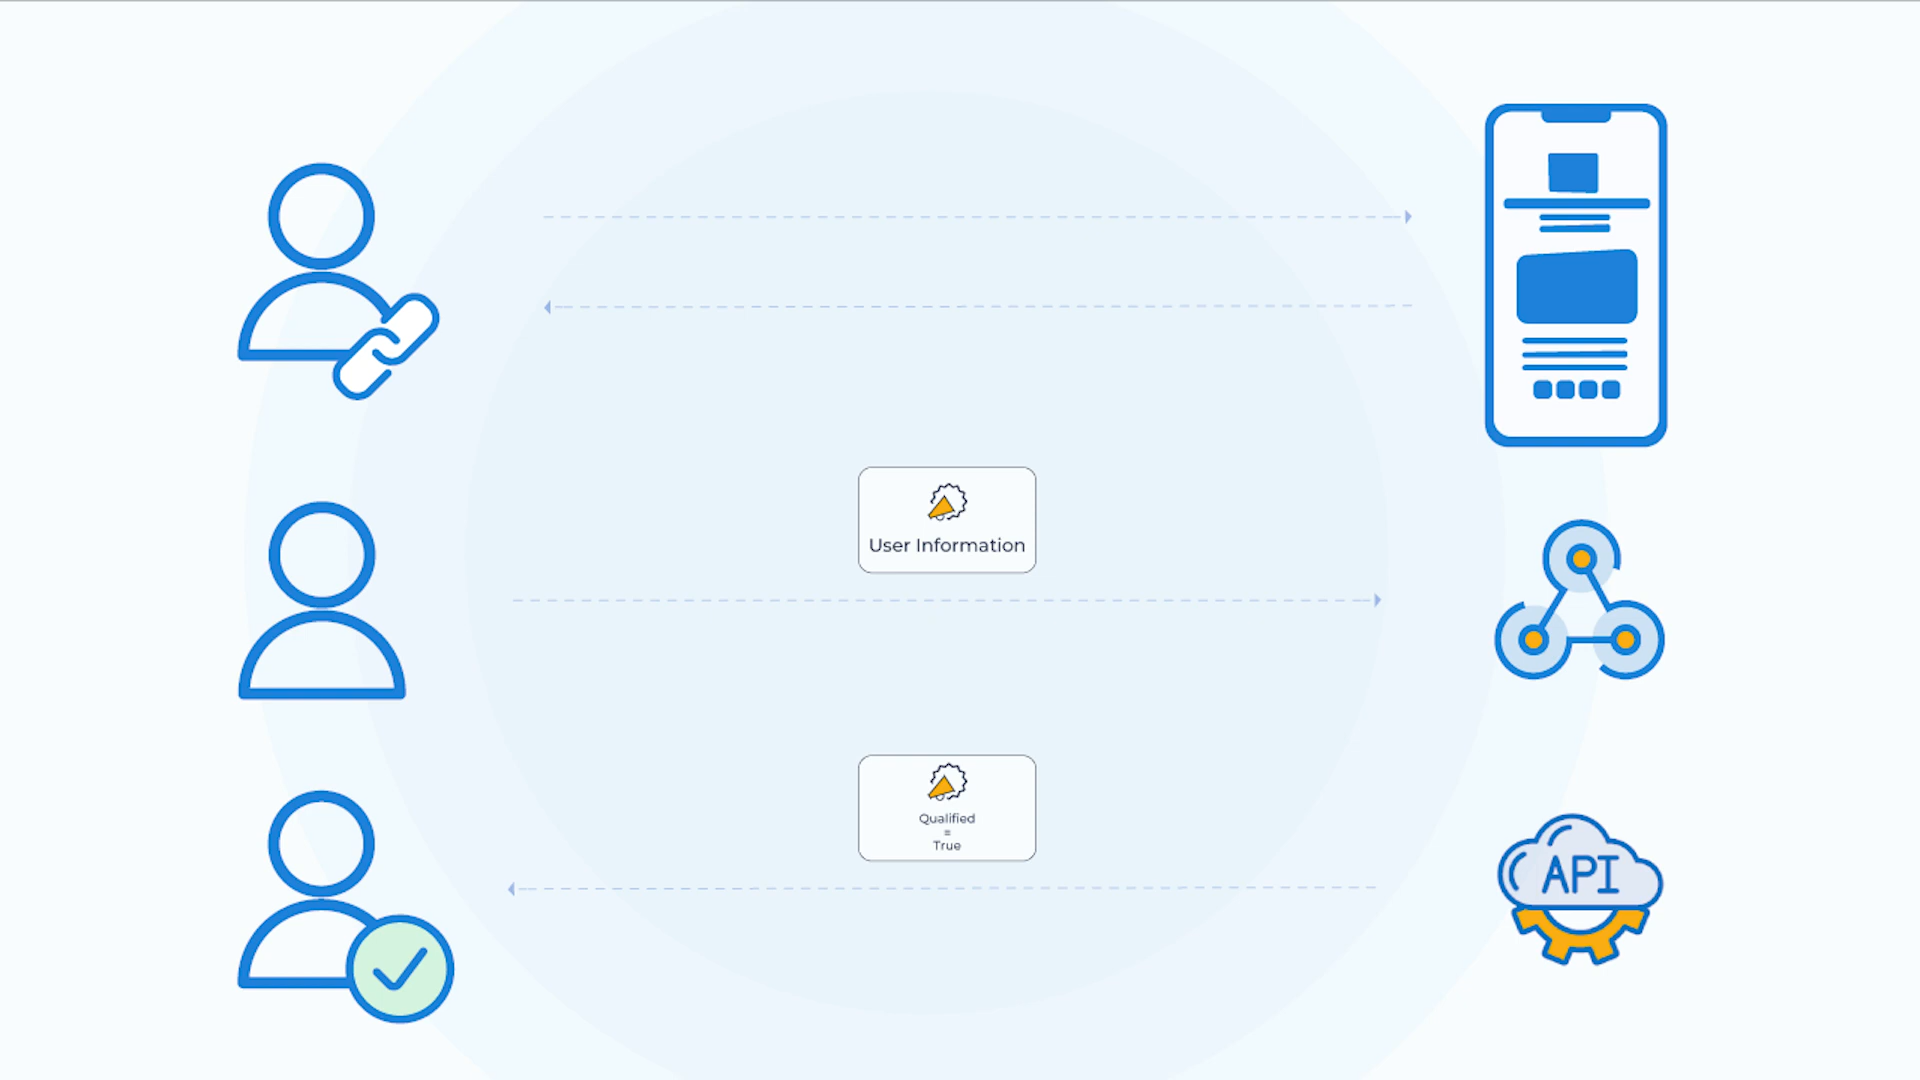 User Information
Qualified
=
True
API